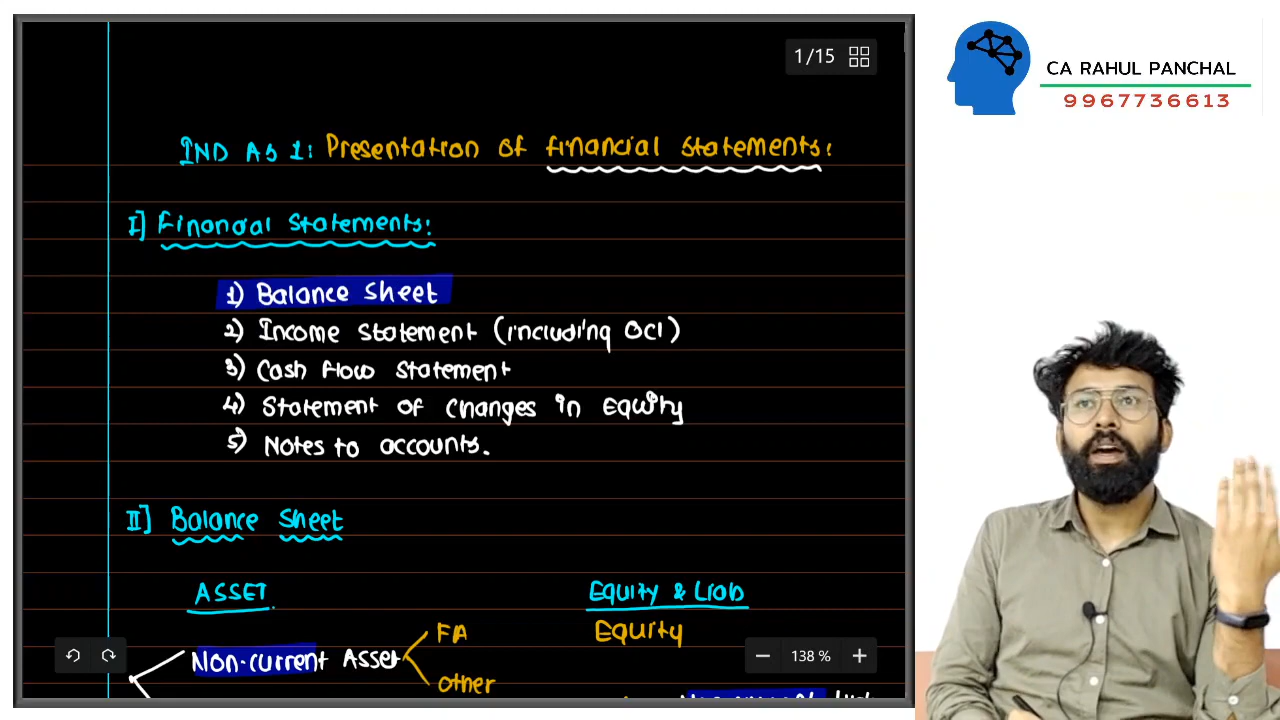 1/15
CA RAHUL PANCHAL
9967736613
IND AS 1: Presentation of financial statements:
I] Financial statements:
1) Balance sheet
2) Income statement (including OCI)
3) Cash flow statement
4) Statement of changes in Equity
5) Notes to accounts.
II] Balance sheet
ASSET
Equity & Liab
FA
Equity
Non-current Asset
other
138 %